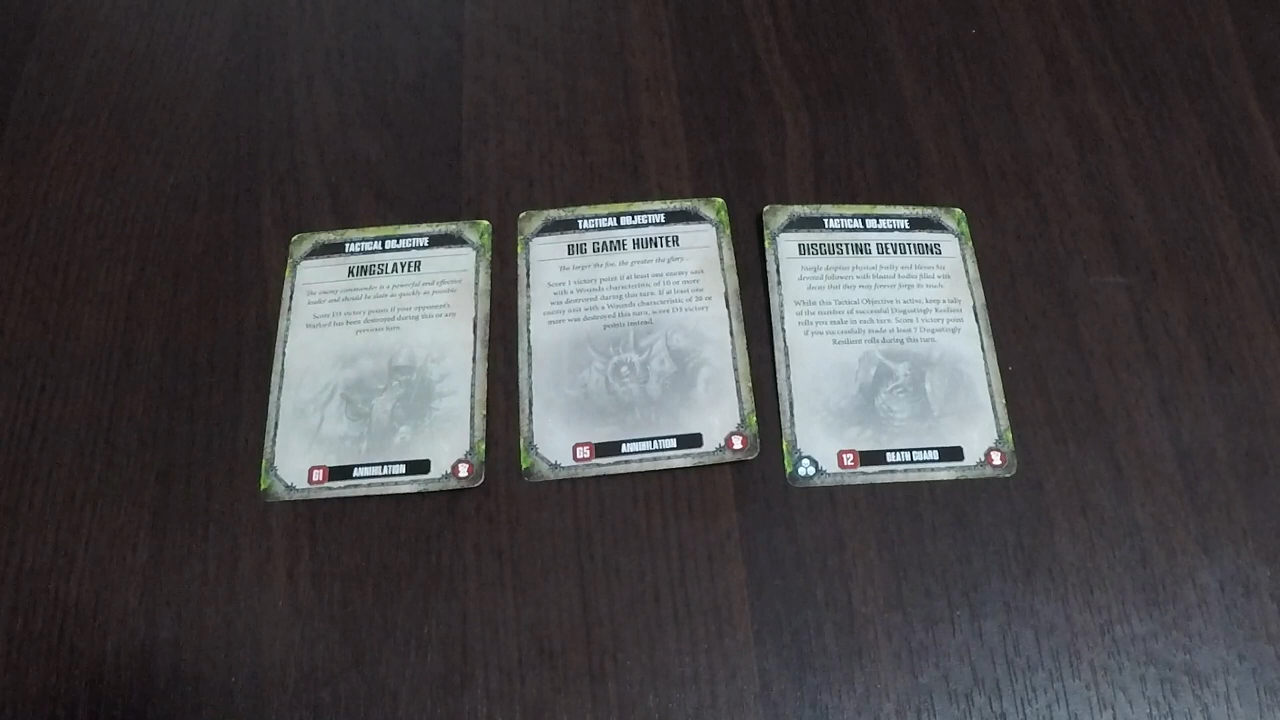 TACTICAL OBJECTIVE
KINGSLAYER
The enemy commander is a powerful and effective
leader and should be slain as quickly as possible.
Score D3 victory points if your opponent's
Warlord has been destroyed during this or any
previous turn.
61
ANNIHILATION
TACTICAL OBJECTIVE
BIG GAME HUNTER
The larger the foe, the greater the glory...
Score 1 victory point if at least one enemy unit
with a Wounds characteristic of 10 or more
was destroyed during this turn. If at least one
enemy unit with a Wounds characteristic of 20 or
more was destroyed this turn, score D3 victory
points instead.
65
ANNIHILATION
TACTICAL OBJECTIVE
DISGUSTING DEVOTIONS
Nurgle despises physical frailty and blesses his
devoted followers with bloated bodies filled with
decay that they may forever forgo its touch.
Whilst this Tactical Objective is active, keep a tally
of the number of successful Disgustingly Resilient
rolls you make in each turn. Score 1 victory point
if you successfully made at least 7 Disgustingly
Resilient rolls during this turn.
12
DEATH GUARD